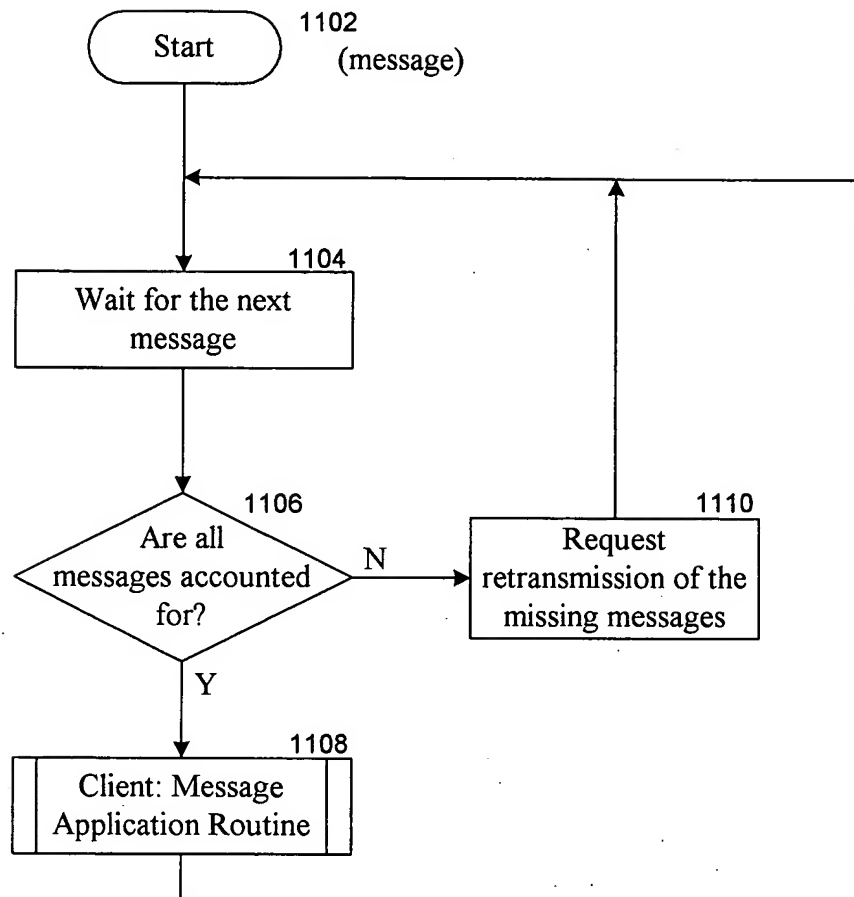 Start
1102
(message)
1104
Wait for the next
message
1106
Are all
messages accounted
for?
N
1110
Request
retransmission of the
missing messages
Y
1108
Client: Message
Application Routine